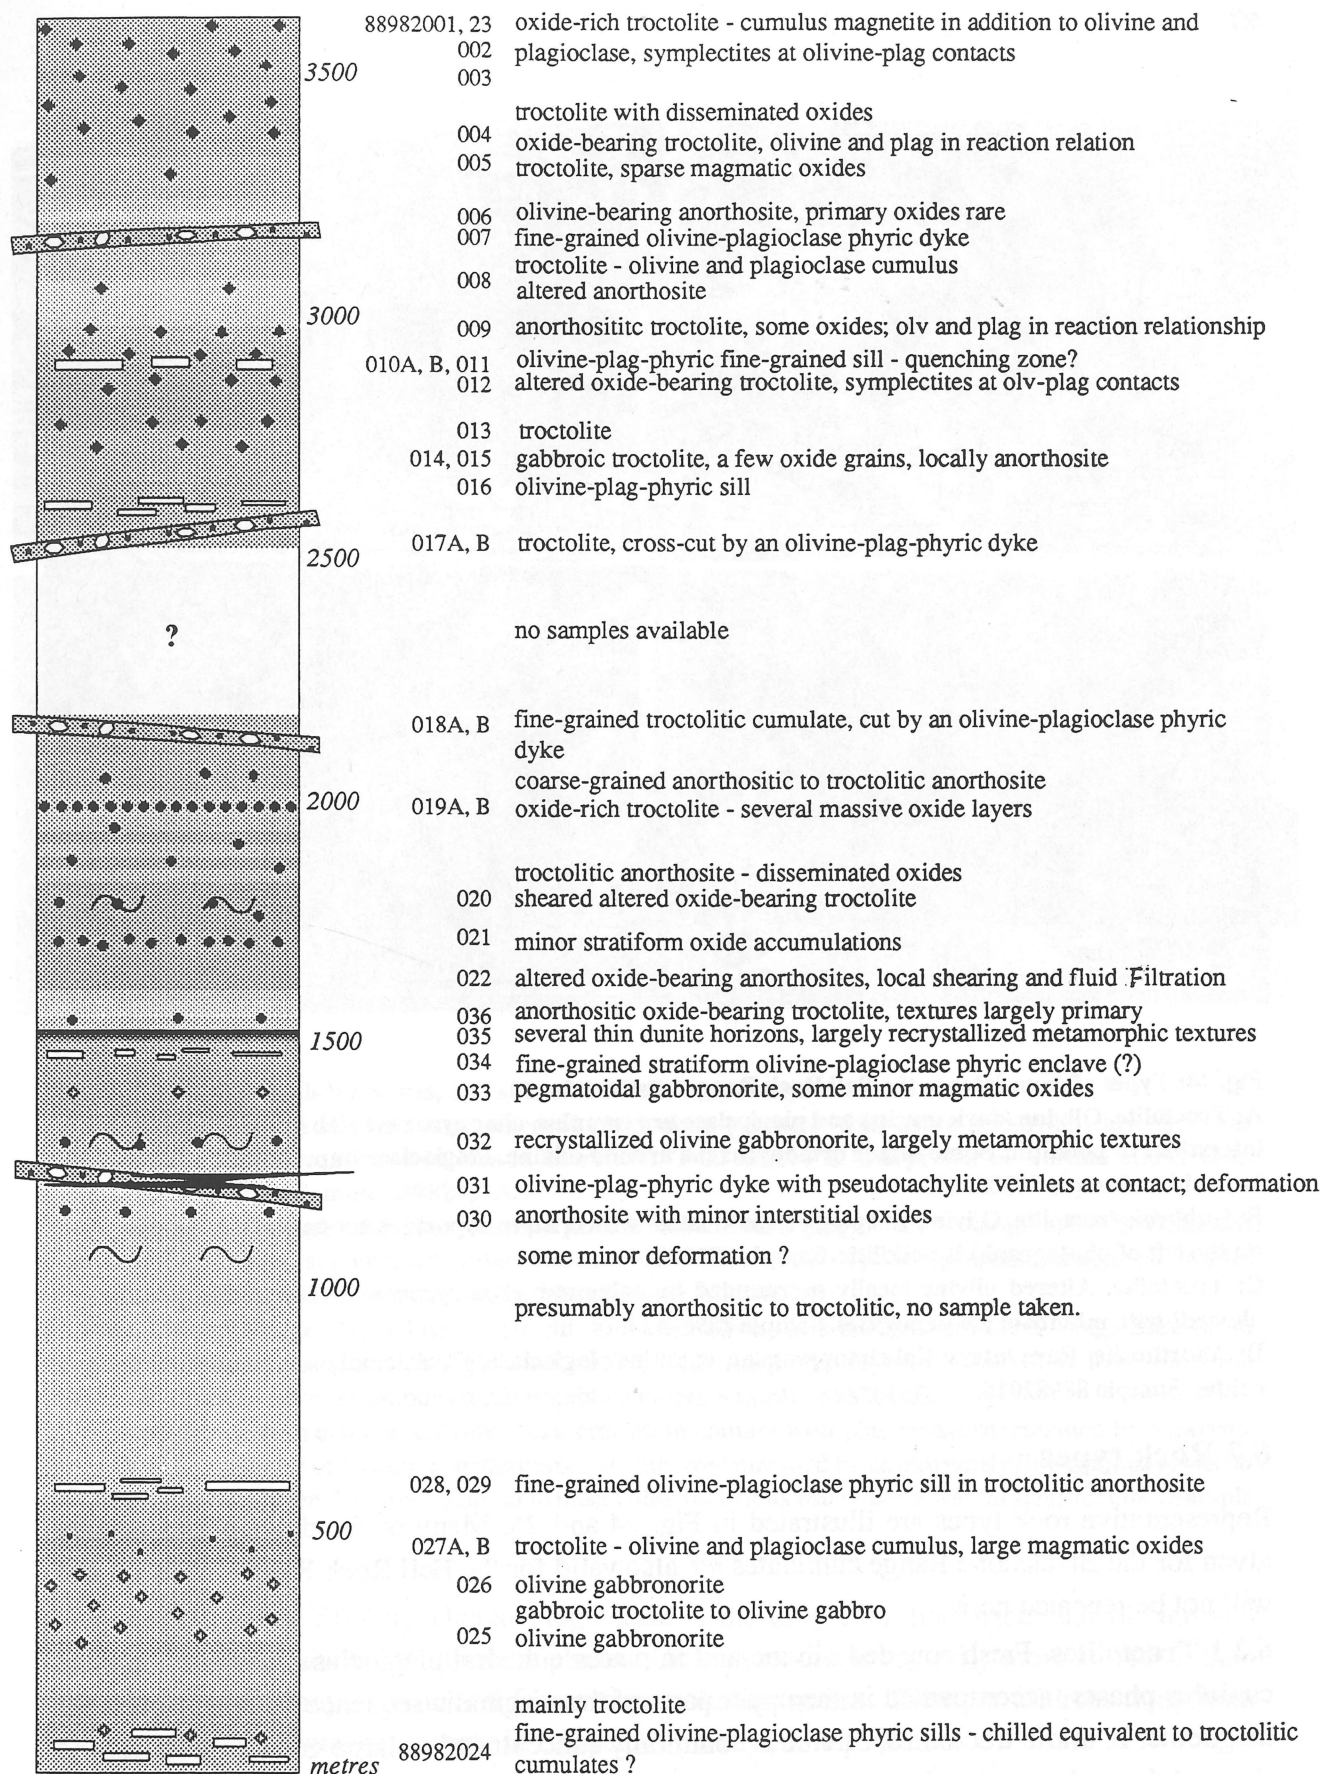 88982001, 23 oxide-rich troctolite - cumulus magnetite in addition to olivine and
002 plagioclase, symplectites at olivine-plag contacts
3500
003
troctolite with disseminated oxides
004
oxide-bearing troctolite, olivine and plag in reaction relation
005 troctolite, sparse magmatic oxides
006 olivine-bearing anorthosite, primary oxides rare
007 fine-grained olivine-plagioclase phyric dyke
troctolite - olivine and plagioclase cumulus
008
altered anorthosite
3000
009 anorthosititc troctolite, some oxides; olv and plag in reaction relationship
010A, B, 011 olivine-plag-phyric fine-grained sill - quenching zone?
012 altered oxide-bearing troctolite, symplectites at olv-plag contacts
013 troctolite
014, 015 gabbroic troctolite, a few oxide grains, locally anorthosite
016 olivine-plag-phyric sill
017A, B troctolite, cross-cut by an olivine-plag-phyric dyke
2500
? no samples available
018A, B fine-grained troctolitic cumulate, cut by an olivine-plagioclase phyric
dyke
coarse-grained anorthositic to troctolitic anorthosite
2000 019A, B oxide-rich troctolite - several massive oxide layers
troctolitic anorthosite - disseminated oxides
020 sheared altered oxide-bearing troctolite
021 minor stratiform oxide accumulations
022 altered oxide-bearing anorthosites, local shearing and fluid Filtration
036 anorthositic oxide-bearing troctolite, textures largely primary
1500 035 several thin dunite horizons, largely recrystallized metamorphic textures
034 fine-grained stratiform olivine-plagioclase phyric enclave (?)
033 pegmatoidal gabbronorite, some minor magmatic oxides
032 recrystallized olivine gabbronorite, largely metamorphic textures
031 olivine-plag-phyric dyke with pseudotachylite veinlets at contact; deformation
030 anorthosite with minor interstitial oxides
some minor deformation ?
1000
presumably anorthositic to troctolitic, no sample taken.
028, 029 fine-grained olivine-plagioclase phyric sill in troctolitic anorthosite
500
027A, B troctolite - olivine and plagioclase cumulus, large magmatic oxides
026 olivine gabbronorite
gabbroic troctolite to olivine gabbro
025 olivine gabbronorite
mainly troctolite
fine-grained olivine-plagioclase phyric sills - chilled equivalent to troctolitic
88982024
metres cumulates ?